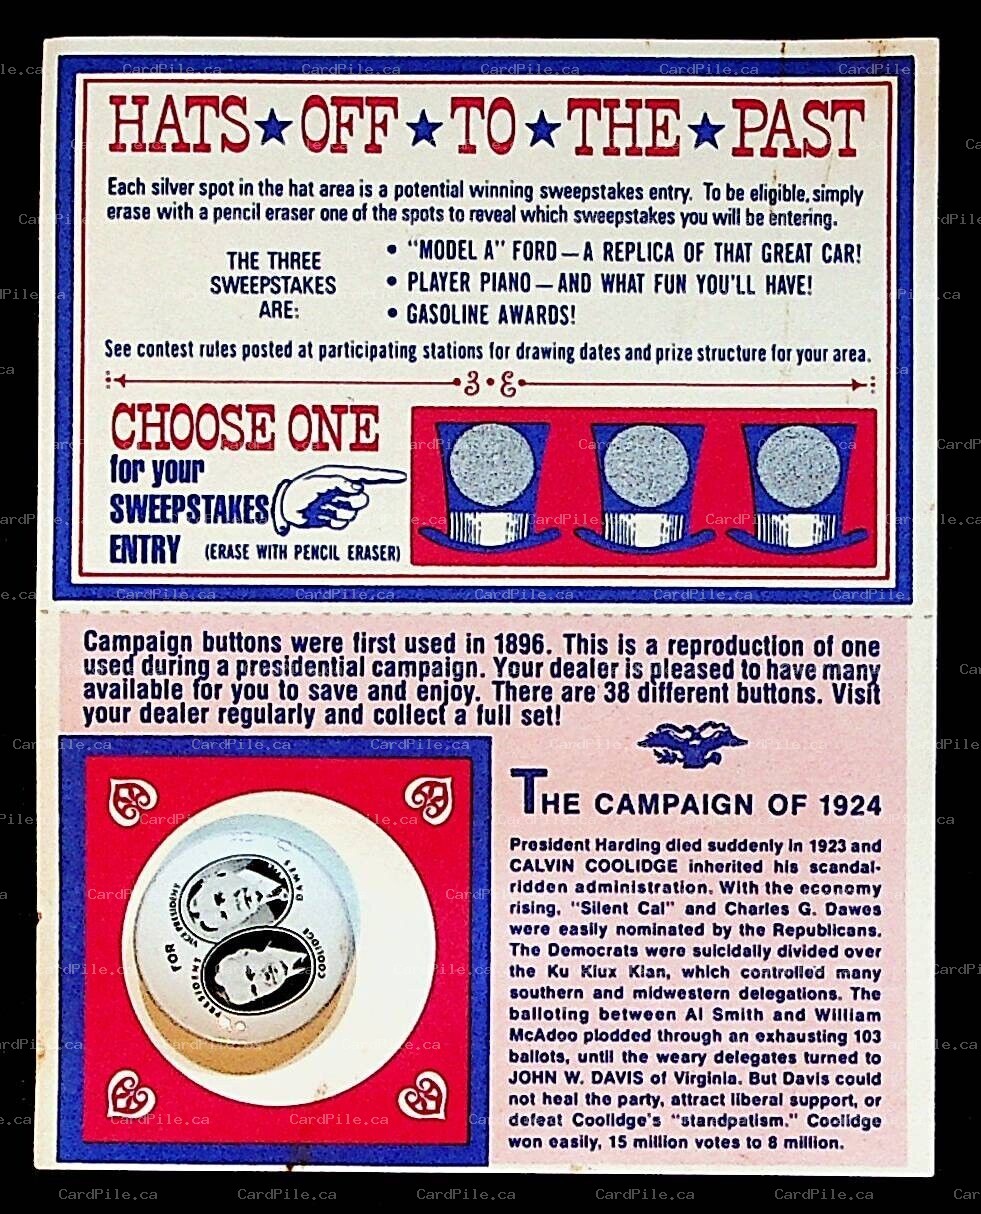 HATS★OFF★TO★THE★PAST
Each silver spot in the hat area is a potential winning sweepstakes entry. To be eligible, simply
erase with a pencil eraser one of the spots to reveal which sweepstakes you will be entering.
THE THREE
SWEEPSTAKES
ARE:
• "MODEL A" FORD — A REPLICA OF THAT GREAT CAR!
• PLAYER PIANO — AND WHAT FUN YOU'LL HAVE!
• GASOLINE AWARDS!
See contest rules posted at participating stations for drawing dates and prize structure for your area.
CHOOSE ONE
for your
SWEEPSTAKES
ENTRY (ERASE WITH PENCIL ERASER)
Campaign buttons were first used in 1896. This is a reproduction of one
used during a presidential campaign. Your dealer is pleased to have many
available for you to save and enjoy. There are 38 different buttons. Visit
your dealer regularly and collect a full set!
THE CAMPAIGN OF 1924
President Harding died suddenly in 1923 and
CALVIN COOLIDGE inherited his scandal-
ridden administration. With the economy
rising, "Silent Cal" and Charles G. Dawes
were easily nominated by the Republicans.
The Democrats were suicidally divided over
the Ku Klux Klan, which controlled many
southern and midwestern delegations. The
balloting between Al Smith and William
McAdoo plodded through an exhausting 103
ballots, until the weary delegates turned to
JOHN W. DAVIS of Virginia. But Davis could
not heal the party, attract liberal support, or
defeat Coolidge's "standpatism." Coolidge
won easily, 15 million votes to 8 million.
FOR
VICE PRESIDENT
DAWES
PRESIDENT
COOLIDGE
CardPile.ca